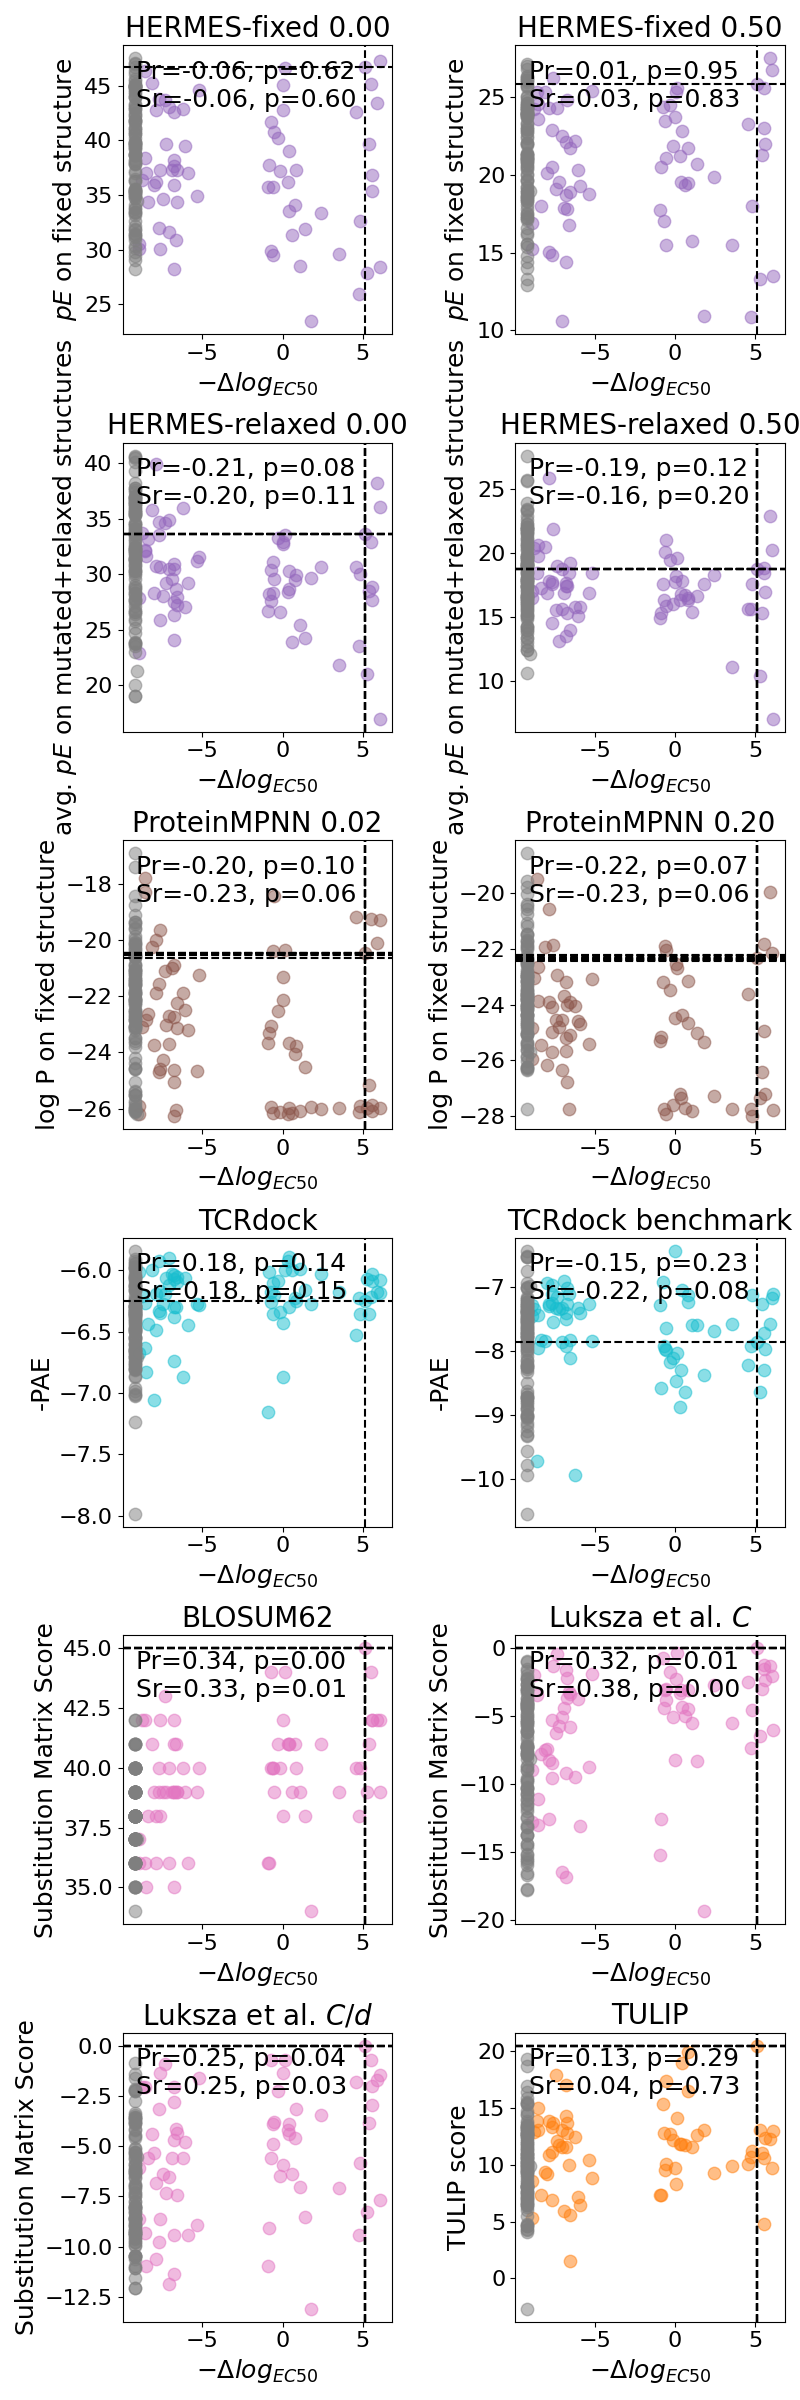 HERMES-fixed 0.00
HERMES-fixed 0.50
pE on fixed structure
45
40
35
30
25
Pr=-0.06, p=0.62
Sr=-0.06, p=0.60
−5
0
5
−Δlog_EC50
pE on fixed structure
25
20
15
10
Pr=0.01, p=0.95
Sr=0.03, p=0.83
−5
0
5
−Δlog_EC50
HERMES-relaxed 0.00
HERMES-relaxed 0.50
avg. pE on mutated+relaxed structures
40
35
30
25
20
Pr=-0.21, p=0.08
Sr=-0.20, p=0.11
−5
0
5
−Δlog_EC50
avg. pE on mutated+relaxed structures
25
20
15
10
Pr=-0.19, p=0.12
Sr=-0.16, p=0.20
−5
0
5
−Δlog_EC50
ProteinMPNN 0.02
ProteinMPNN 0.20
log P on fixed structure
−18
−20
−22
−24
−26
Pr=-0.20, p=0.10
Sr=-0.23, p=0.06
−5
0
5
−Δlog_EC50
log P on fixed structure
−20
−22
−24
−26
−28
Pr=-0.22, p=0.07
Sr=-0.23, p=0.06
−5
0
5
−Δlog_EC50
TCRdock
TCRdock benchmark
-PAE
−6.0
−6.5
−7.0
−7.5
−8.0
Pr=0.18, p=0.14
Sr=0.18, p=0.15
−5
0
5
−Δlog_EC50
-PAE
−7
−8
−9
−10
Pr=-0.15, p=0.23
Sr=-0.22, p=0.08
−5
0
5
−Δlog_EC50
BLOSUM62
Luksza et al. C
Substitution Matrix Score
45.0
42.5
40.0
37.5
35.0
Pr=0.34, p=0.00
Sr=0.33, p=0.01
−5
0
5
−Δlog_EC50
Substitution Matrix Score
0
−5
−10
−15
−20
Pr=0.32, p=0.01
Sr=0.38, p=0.00
−5
0
5
−Δlog_EC50
Luksza et al. C/d
TULIP
Substitution Matrix Score
0.0
−2.5
−5.0
−7.5
−10.0
−12.5
Pr=0.25, p=0.04
Sr=0.25, p=0.03
−5
0
5
−Δlog_EC50
TULIP score
20
15
10
5
0
Pr=0.13, p=0.29
Sr=0.04, p=0.73
−5
0
5
−Δlog_EC50